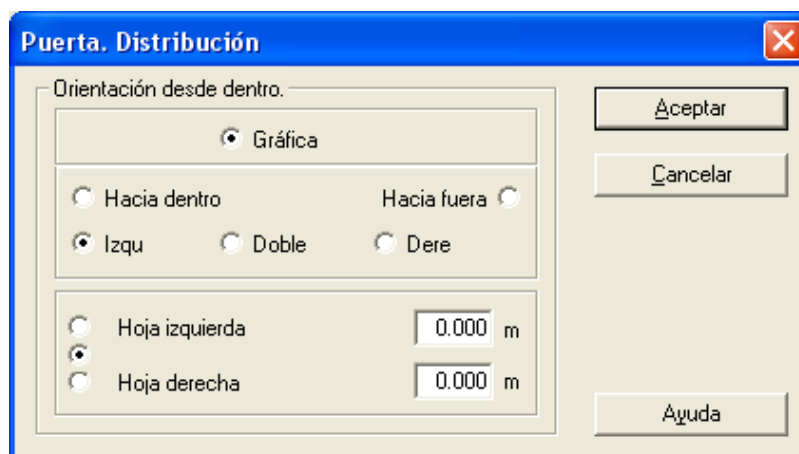 Puerta. Distribución
Orientación desde dentro.
Gráfica
Hacia dentro Hacia fuera
Izqu Doble Dere
Hoja izquierda 0.000 m
Hoja derecha 0.000 m
Aceptar
Cancelar
Ayuda